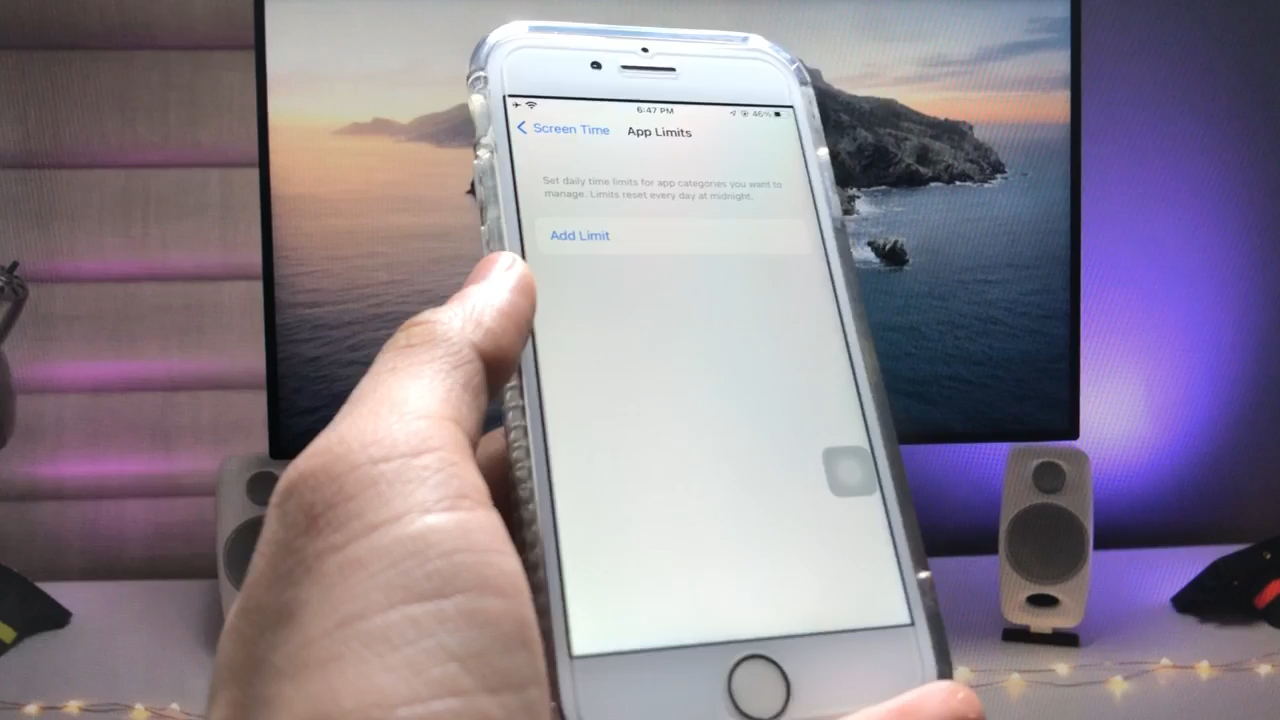 6:47 PM
46%
Screen Time
App Limits
Set daily time limits for app categories you want to
manage. Limits reset every day at midnight.
Add Limit